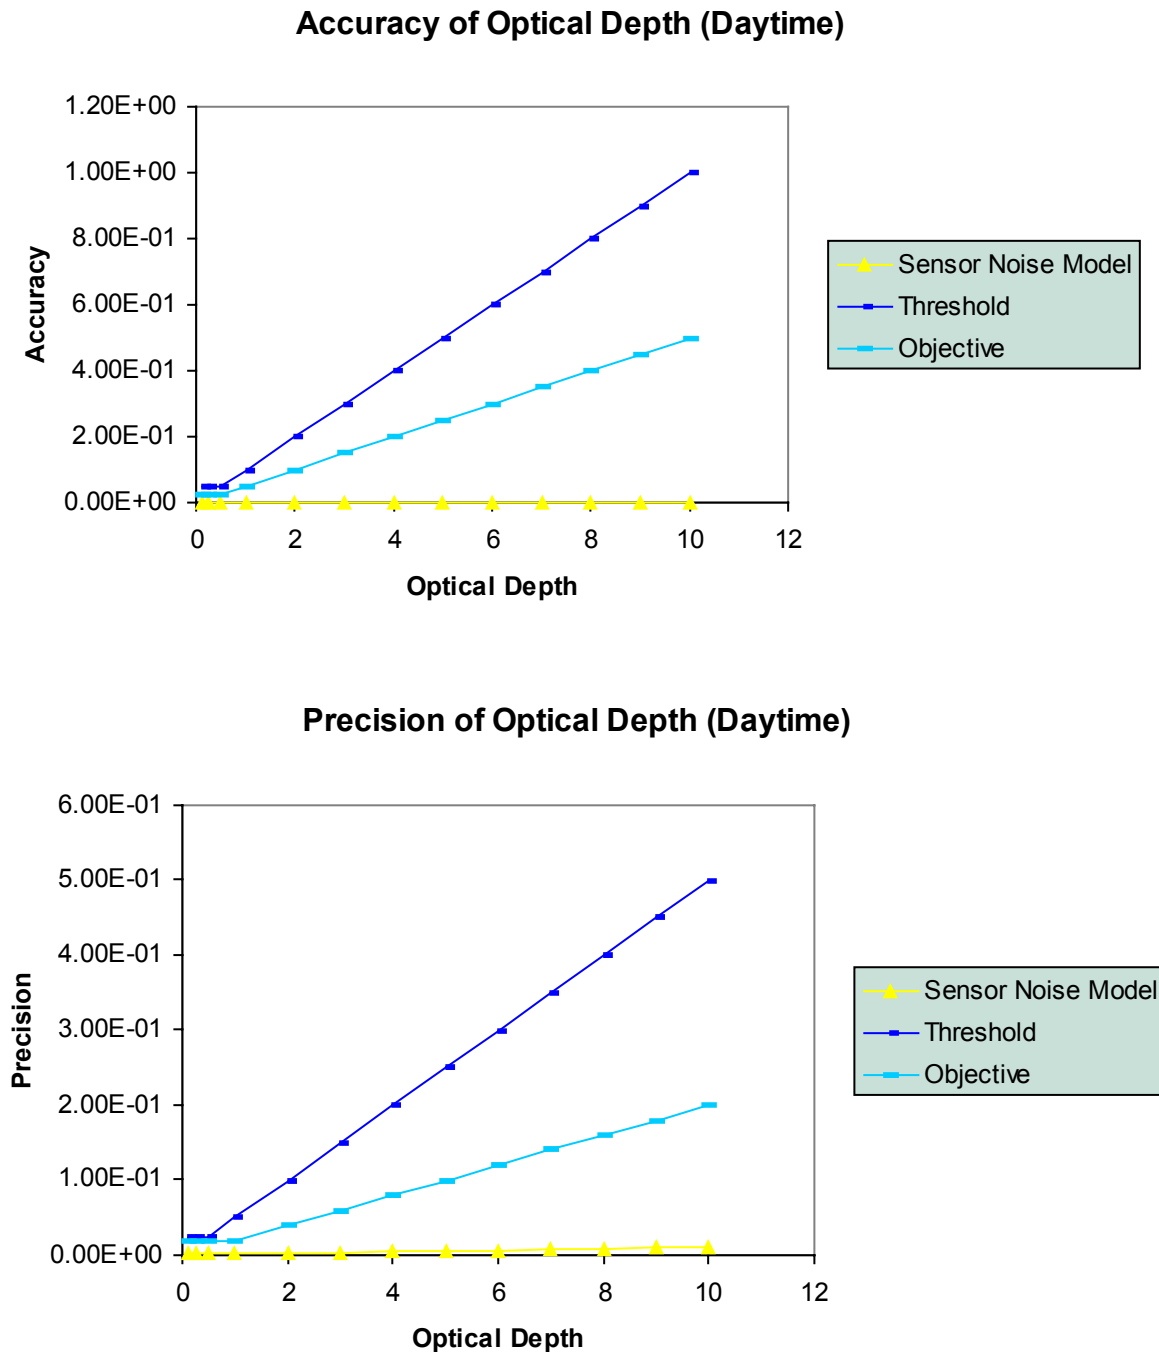 Accuracy of Optical Depth (Daytime)
1.20E+00
1.00E+00
8.00E-01
6.00E-01
4.00E-01
2.00E-01
0.00E+00
Accuracy
0 2 4 6 8 10 12
Optical Depth
Sensor Noise Model
Threshold
Objective
Precision of Optical Depth (Daytime)
6.00E-01
5.00E-01
4.00E-01
3.00E-01
2.00E-01
1.00E-01
0.00E+00
Precision
0 2 4 6 8 10 12
Optical Depth
Sensor Noise Model
Threshold
Objective